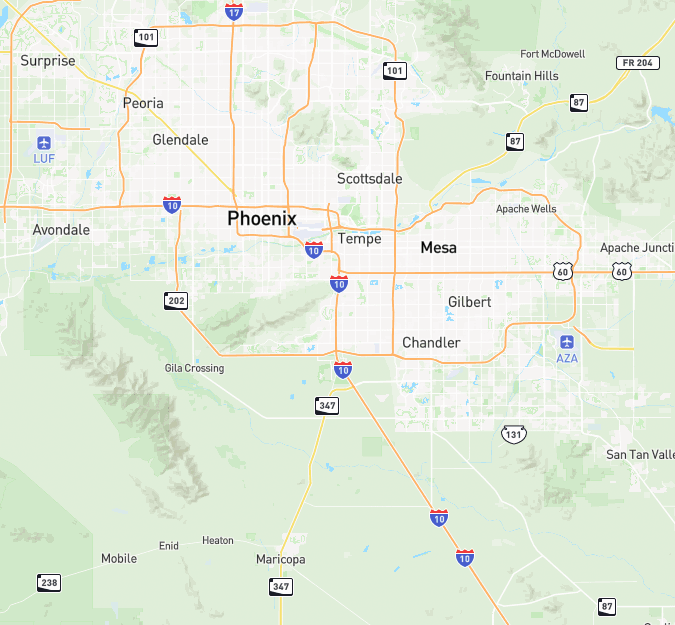 17
101
Fort McDowell
Surprise
FR 204
101
Fountain Hills
Peoria
87
Glendale
87
LUF
Scottsdale
10
Phoenix
Apache Wells
Avondale
Tempe
Mesa
Apache Juncti
10
60
60
10
202
Gilbert
Chandler
AZA
Gila Crossing
10
347
131
San Tan Valle
10
Heaton
Enid
Mobile
Maricopa
10
238
347
87